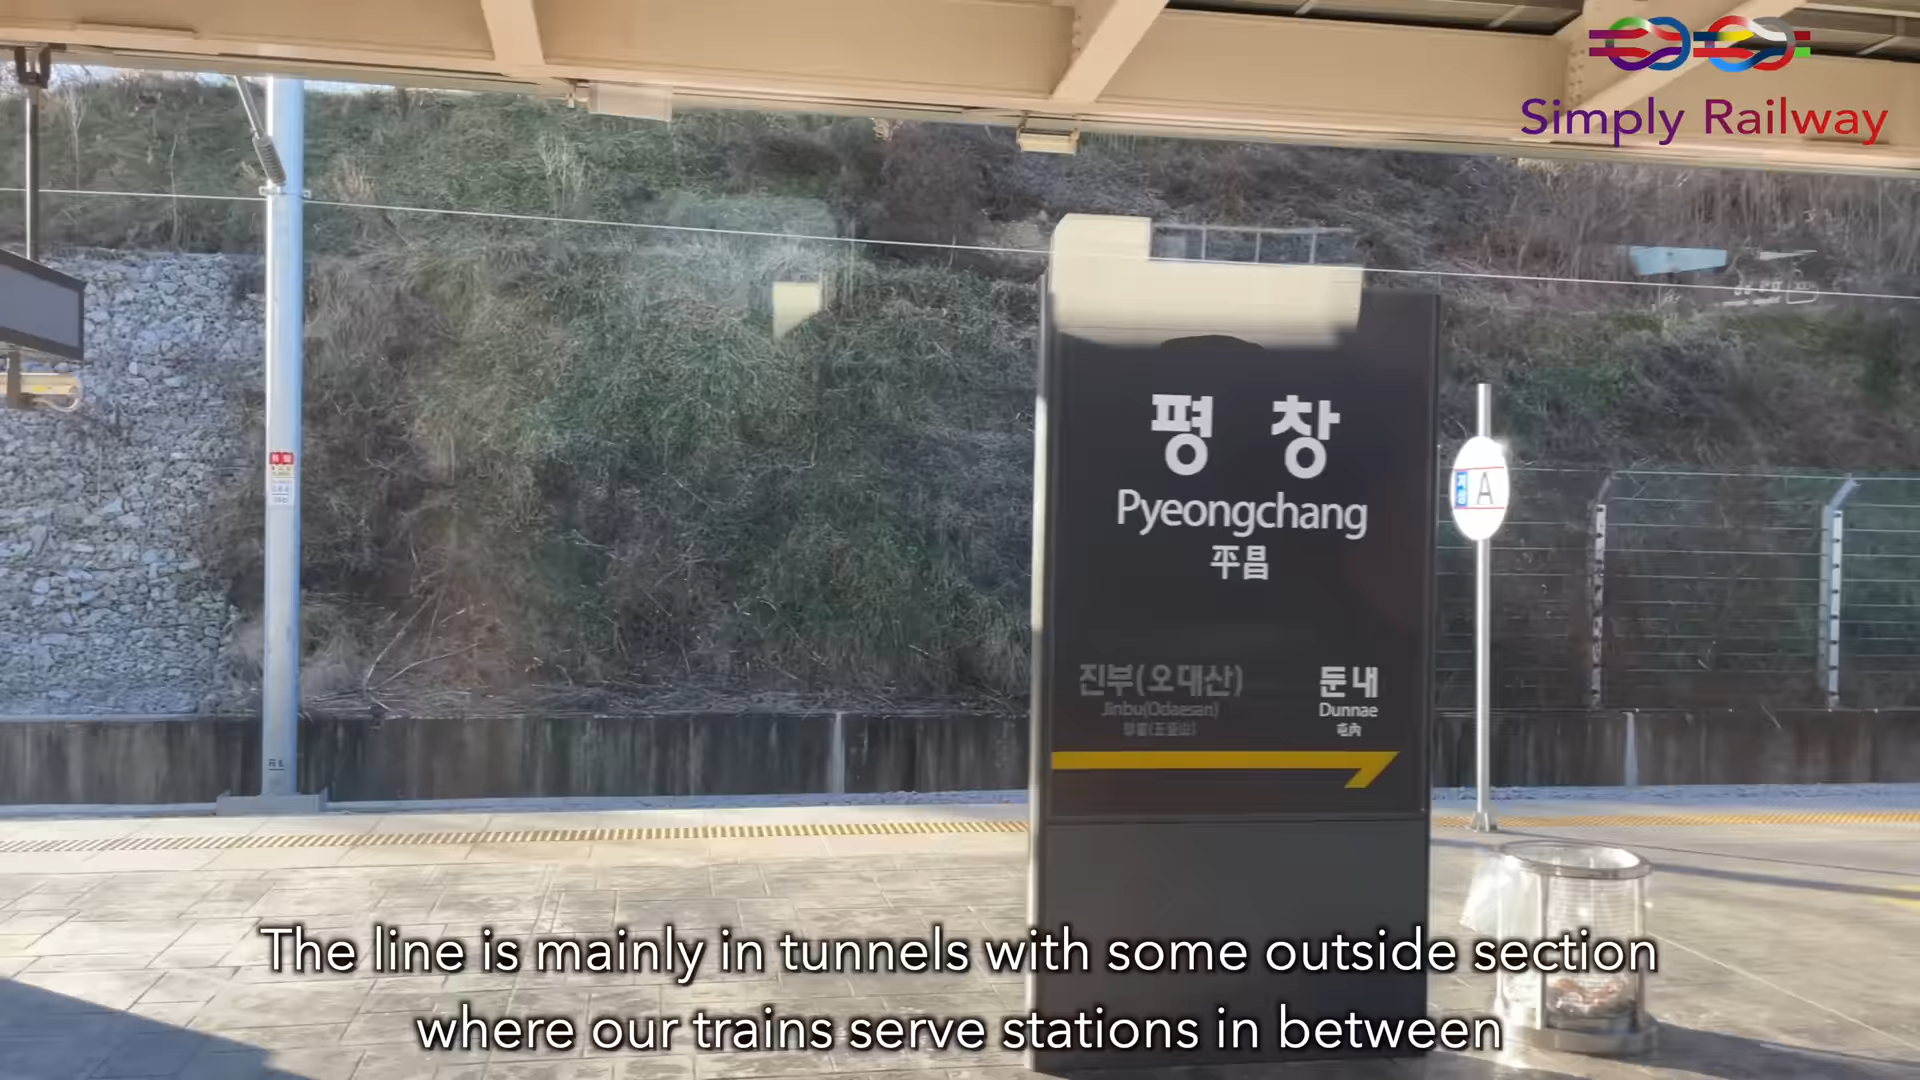 Simply Railway
평창
Pyeongchang
平昌
진부(오대산)
Jinbu(Odaesan)
둔내
Dunnae
屯內
A
The line is mainly in tunnels with some outside section
where our trains serve stations in between